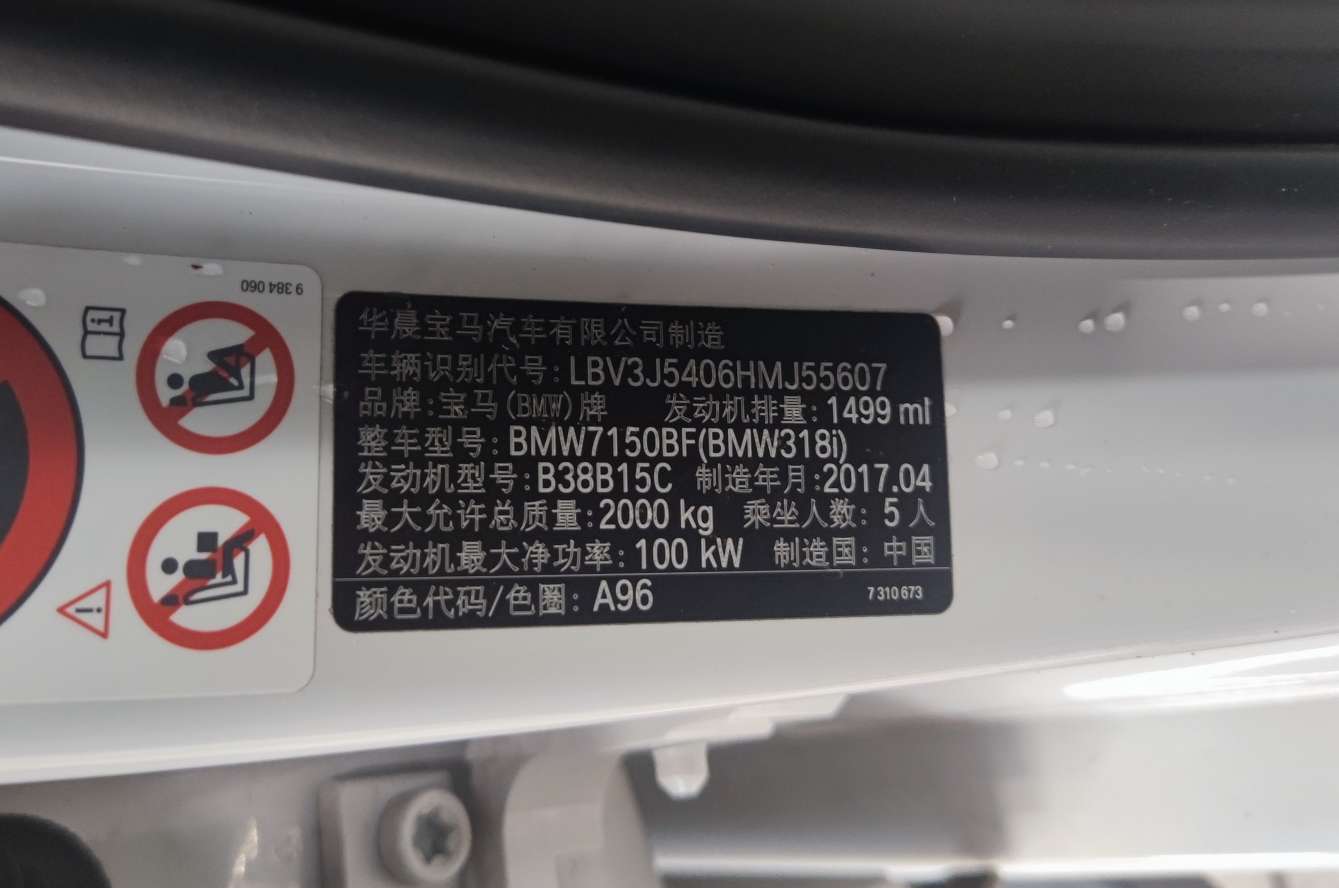 9 384 060
华晨宝马汽车有限公司制造
车辆识别代号:LBV3J5406HMJ55607
品牌:宝马(BMW)牌 发动机排量:1499 ml
整车型号:BMW7150BF(BMW318i)
发动机型号:B38B15C 制造年月:2017.04
最大允许总质量:2000 kg 乘坐人数: 5 人
发动机最大净功率:100 kW 制造国: 中国
颜色代码/色圈: A96 7 310 673